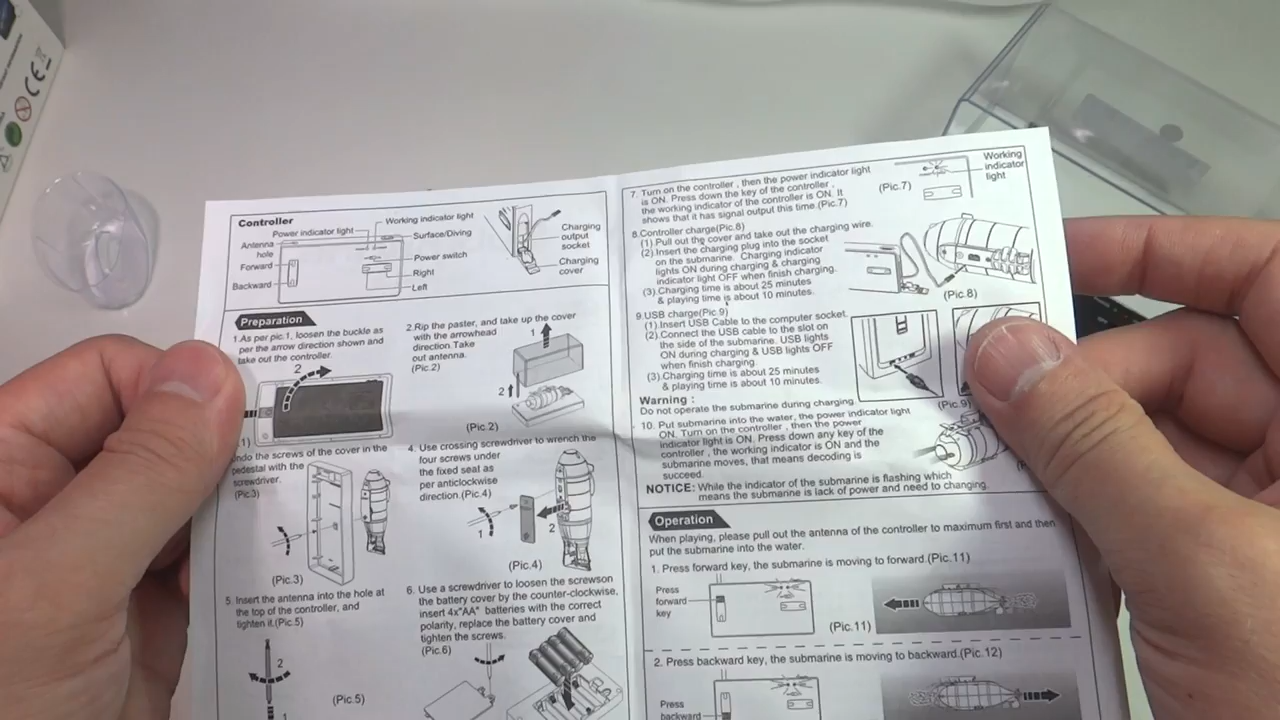 Controller
Working indicator light
Power indicator light
Surface/Diving
Antenna
hole
Power switch
Forward
Right
Backward
Left
Charging
output
socket
Charging
cover
Preparation
1.As per pic.1, loosen the buckle as
per the arrow direction shown and
take out the controller.
2
1)
2.Rip the paster, and take up the cover
with the arrowhead
direction. Take
out antenna.
(Pic.2)
1
2
(Pic.2)
ndo the screws of the cover in the
pedestal with the
screwdriver.
(Pic.3)
(Pic.3)
4. Use crossing screwdriver to wrench the
four screws under
the fixed seat as
per anticlockwise
direction.(Pic.4)
1
2
(Pic.4)
5. Insert the antenna into the hole at
the top of the controller, and
tighten it.(Pic.5)
2
1
(Pic.5)
6. Use a screwdriver to loosen the screwson
the battery cover by the counter-clockwise,
insert 4x"AA" batteries with the correct
polarity, replace the battery cover and
tighten the screws.
(Pic.6)
7. Turn on the controller , then the power indicator light
is ON. Press down the key of the controller ,
the working indicator of the controller is ON. It
shows that it has signal output this time.(Pic.7)
(Pic.7)
Working
indicator
light
8.Controller charge(Pic.8)
(1).Pull out the cover and take out the charging wire.
(2).Insert the charging plug into the socket
on the submarine. Charging indicator
lights ON during charging & charging
indicator light OFF when finish charging.
(3).Charging time is about 25 minutes
& playing time is about 10 minutes.
(Pic.8)
9.USB charge(Pic.9)
(1).Insert USB Cable to the computer socket.
(2).Connect the USB cable to the slot on
the side of the submarine. USB lights
ON during charging & USB lights OFF
when finish charging.
(3).Charging time is about 25 minutes
& playing time is about 10 minutes.
(Pic.9)
Warning :
Do not operate the submarine during charging.
10. Put submarine into the water, the power indicator light
ON. Turn on the controller , then the power
indicator light is ON. Press down any key of the
controller , the working indicator is ON and the
submarine moves, that means decoding is
succeed.
NOTICE: While the indicator of the submarine is flashing which
means the submarine is lack of power and need to changing.
Operation
When playing, please pull out the antenna of the controller to maximum first and then
put the submarine into the water.
1. Press forward key, the submarine is moving to forward.(Pic.11)
Press
forward
key
(Pic.11)
2. Press backward key, the submarine is moving to backward.(Pic.12)
Press
backward